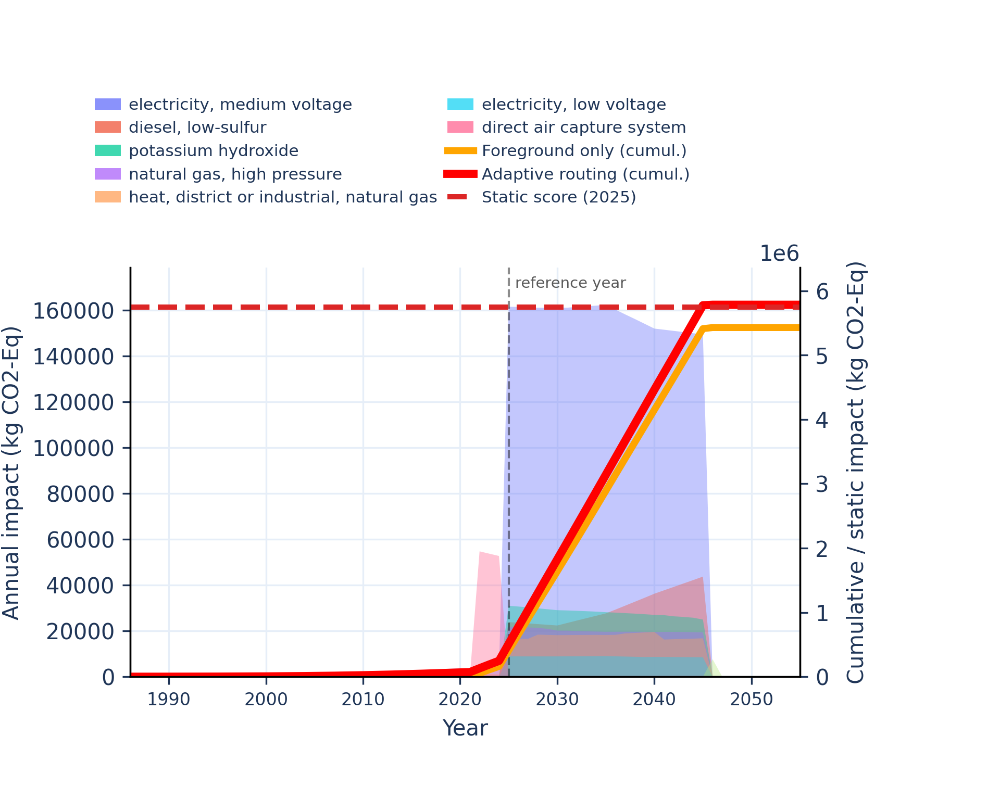 electricity, medium voltage
diesel, low-sulfur
potassium hydroxide
natural gas, high pressure
heat, district or industrial, natural gas
electricity, low voltage
direct air capture system
Foreground only (cumul.)
Adaptive routing (cumul.)
Static score (2025)
1e6
reference year
Annual impact (kg CO2-Eq)
160000
140000
120000
100000
80000
60000
40000
20000
0
6
5
4
3
2
1
0
Cumulative / static impact (kg CO2-Eq)
1990 2000 2010 2020 2030 2040 2050
Year